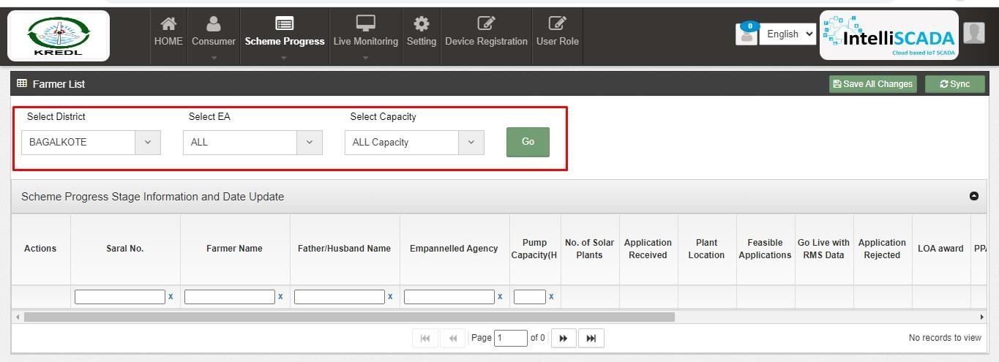 KREDL
HOME
Consumer
Scheme Progress
Live Monitoring
Setting
Device Registration
User Role
0
English
IntelliSCADA
Cloud based IoT SCADA
Farmer List
Save All Changes
Sync
Select District
Select EA
Select Capacity
BAGALKOTE
ALL
ALL Capacity
Go
Scheme Progress Stage Information and Date Update
Actions
Saral No.
Farmer Name
Father/Husband Name
Empannelled Agency
Pump
Capacity(H
No. of Solar
Plants
Application
Received
Plant
Location
Feasible
Applications
Go Live with
RMS Data
Application
Rejected
LOA award
PPA
x x x x x
Page 1 of 0
No records to view